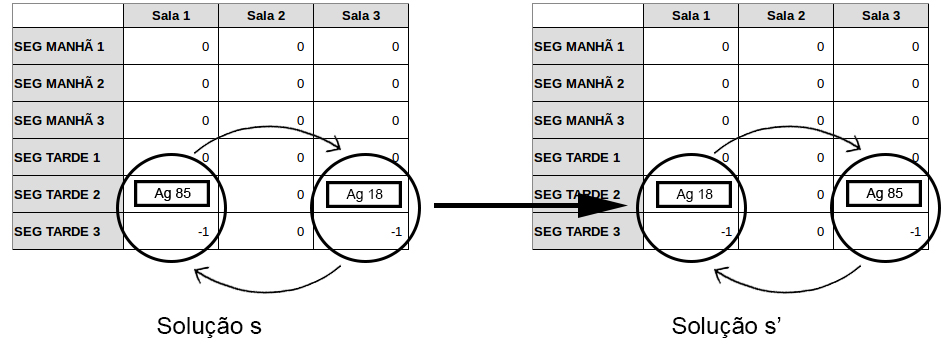 Sala 1 Sala 2 Sala 3
SEG MANHÃ 1 0 0 0
SEG MANHÃ 2 0 0 0
SEG MANHÃ 3 0 0 0
SEG TARDE 1 0 0 0
SEG TARDE 2 Ag 85 0 Ag 18
SEG TARDE 3 -1 0 -1
Solução s
Sala 1 Sala 2 Sala 3
SEG MANHÃ 1 0 0 0
SEG MANHÃ 2 0 0 0
SEG MANHÃ 3 0 0 0
SEG TARDE 1 0 0 0
SEG TARDE 2 Ag 18 0 Ag 85
SEG TARDE 3 -1 0 -1
Solução s’